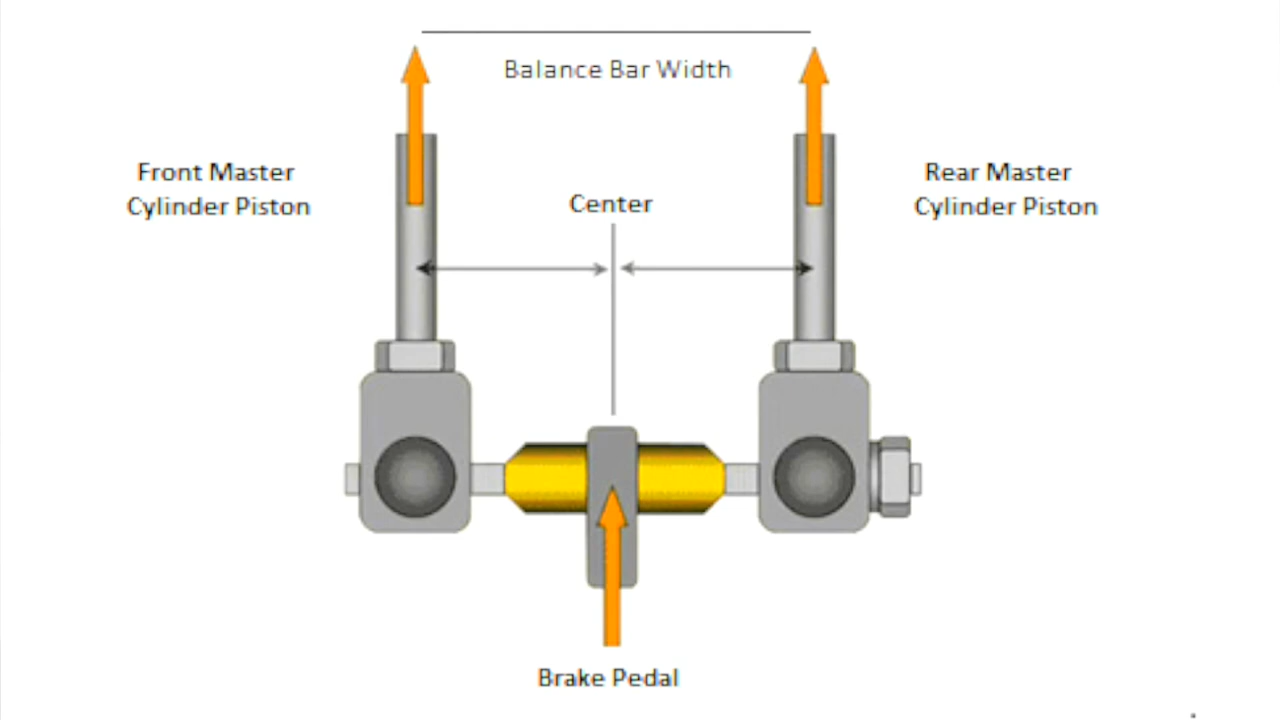 Balance Bar Width
Front Master
Cylinder Piston
Center
Rear Master
Cylinder Piston
Brake Pedal